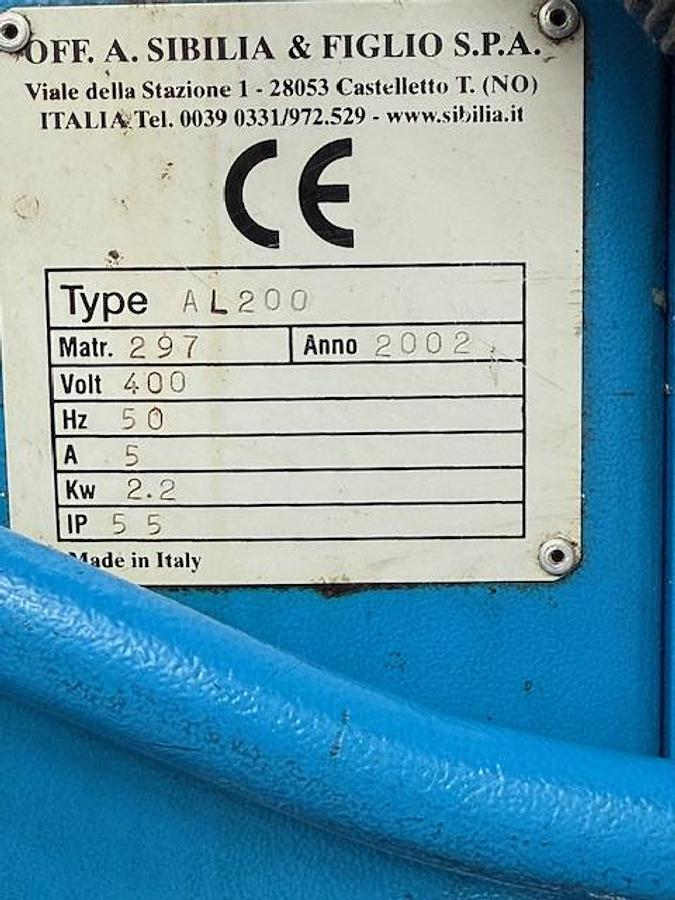 OFF. A. SIBILIA & FIGLIO S.P.A.
Viale della Stazione 1 - 28053 Castelletto T. (NO)
ITALIA Tel. 0039 0331/972.529 - www.sibilia.it
CE
Type AL200
Matr. 297 Anno 2002
Volt 400
Hz 50
A 5
Kw 2.2
IP 55
Made in Italy